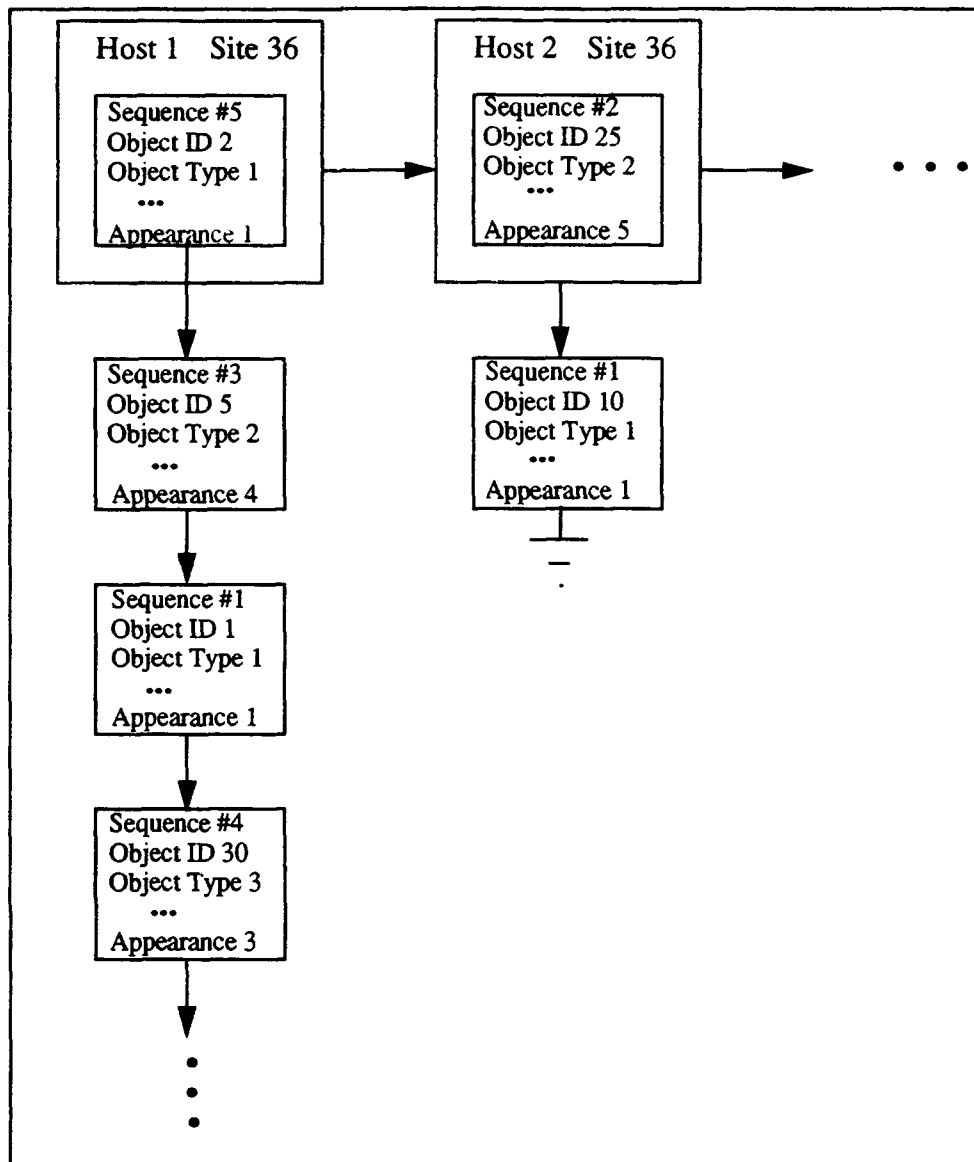 Host 1 Site 36
Sequence #5
Object ID 2
Object Type 1
...
Appearance 1
Host 2 Site 36
Sequence #2
Object ID 25
Object Type 2
...
Appearance 5
. . .
Sequence #3
Object ID 5
Object Type 2
...
Appearance 4
Sequence #1
Object ID 10
Object Type 1
...
Appearance 1
Sequence #1
Object ID 1
Object Type 1
...
Appearance 1
Sequence #4
Object ID 30
Object Type 3
...
Appearance 3